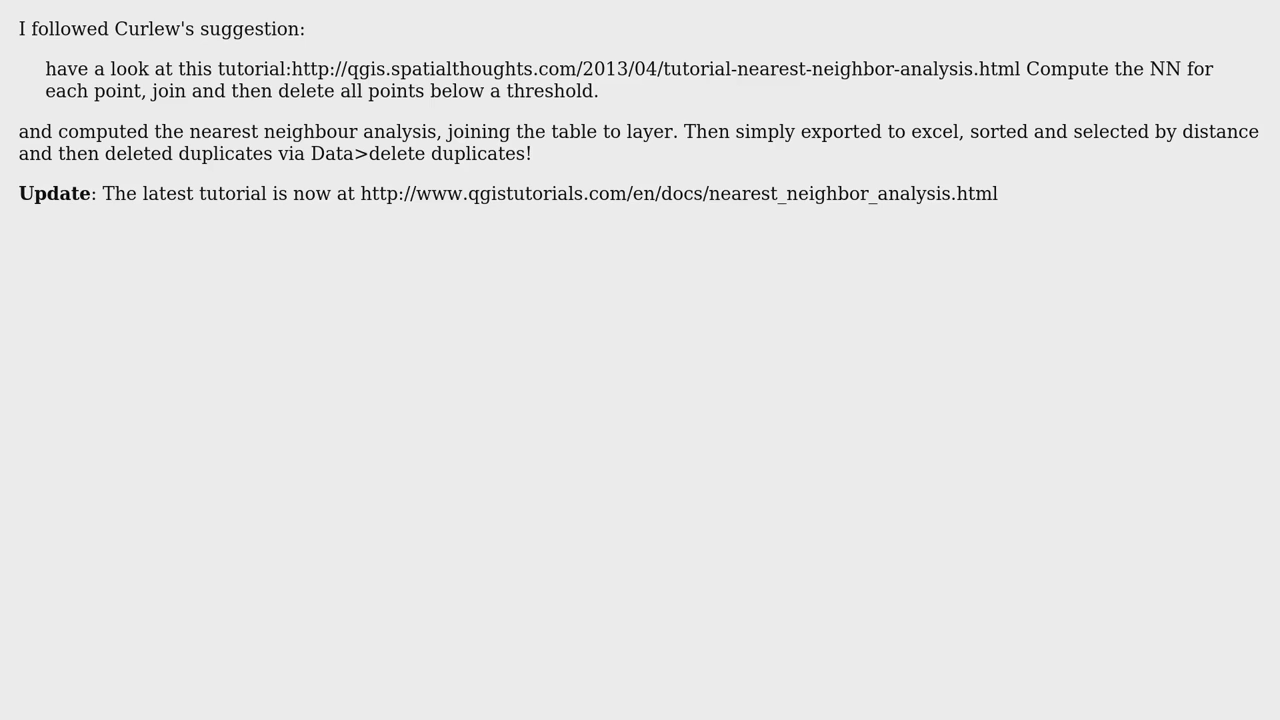 I followed Curlew's suggestion:
have a look at this tutorial:http://qgis.spatialthoughts.com/2013/04/tutorial-nearest-neighbor-analysis.html Compute the NN for
each point, join and then delete all points below a threshold.
and computed the nearest neighbour analysis, joining the table to layer. Then simply exported to excel, sorted and selected by distance
and then deleted duplicates via Data>delete duplicates!
Update: The latest tutorial is now at http://www.qgistutorials.com/en/docs/nearest_neighbor_analysis.html